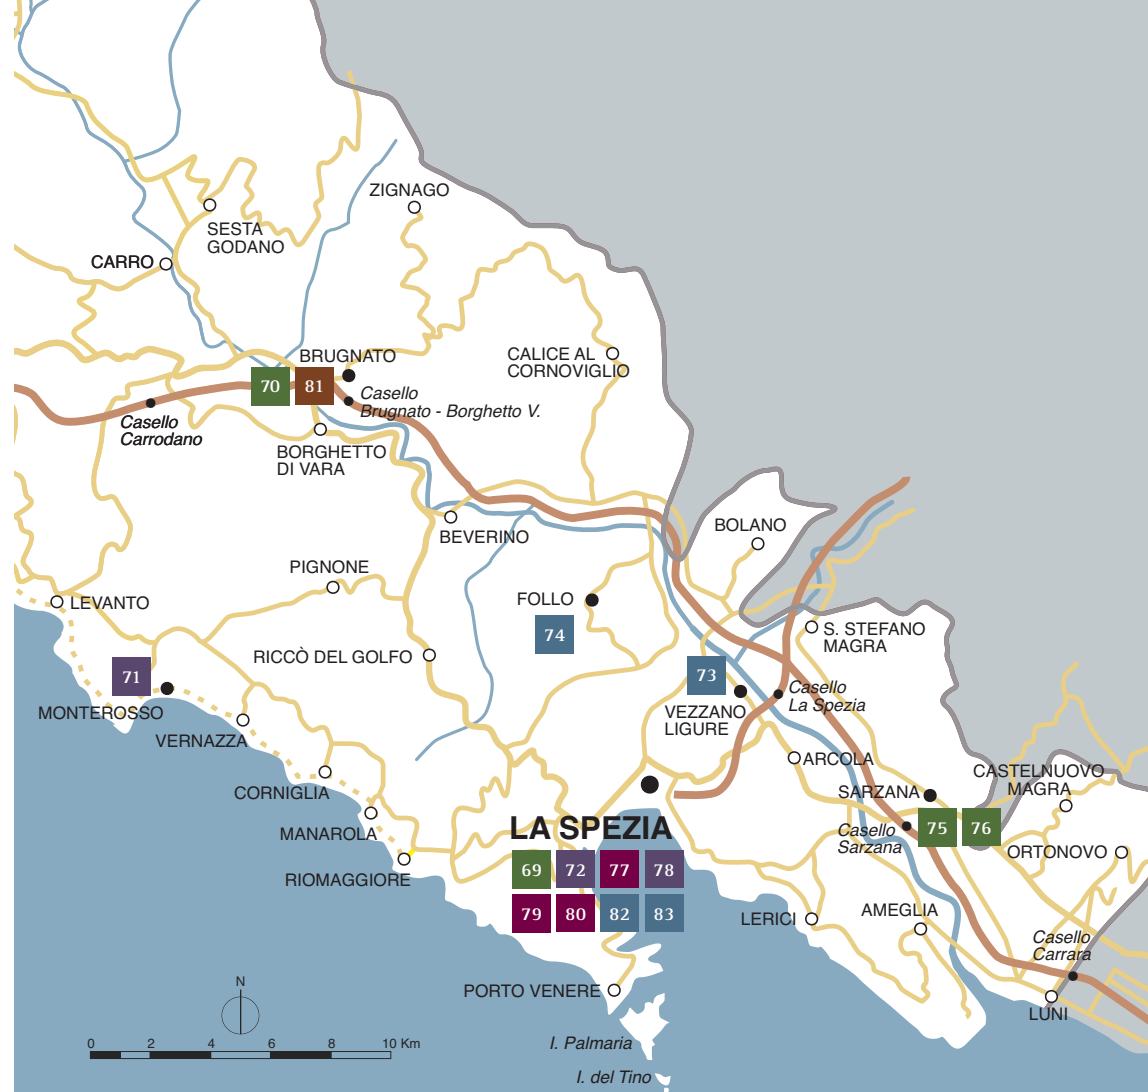 ZIGNAGO
SESTA
GODANO
CARRO
BRUGNATO
CALICE AL
CORNOVIGLIO
70
81
Casello
Brugnato - Borghetto V.
Casello
Carrodano
BORGHETTO
DI VARA
BOLANO
BEVERINO
PIGNONE
LEVANTO
FOLLO
74
S. STEFANO
MAGRA
RICCÒ DEL GOLFO
71
73
Casello
La Spezia
MONTEROSSO
VEZZANO
LIGURE
VERNAZZA
ARCOLA
CASTELNUOVO
MAGRA
CORNIGLIA
SARZANA
LA SPEZIA
MANAROLA
Casello
Sarzana
75
76
ORTONOVO
RIOMAGGIORE
69
72
77
78
79
80
82
83
LERICI
AMEGLIA
Casello
Carrara
PORTO VENERE
LUNI
N
0
2
4
6
8
10 Km
I. Palmaria
I. del Tino